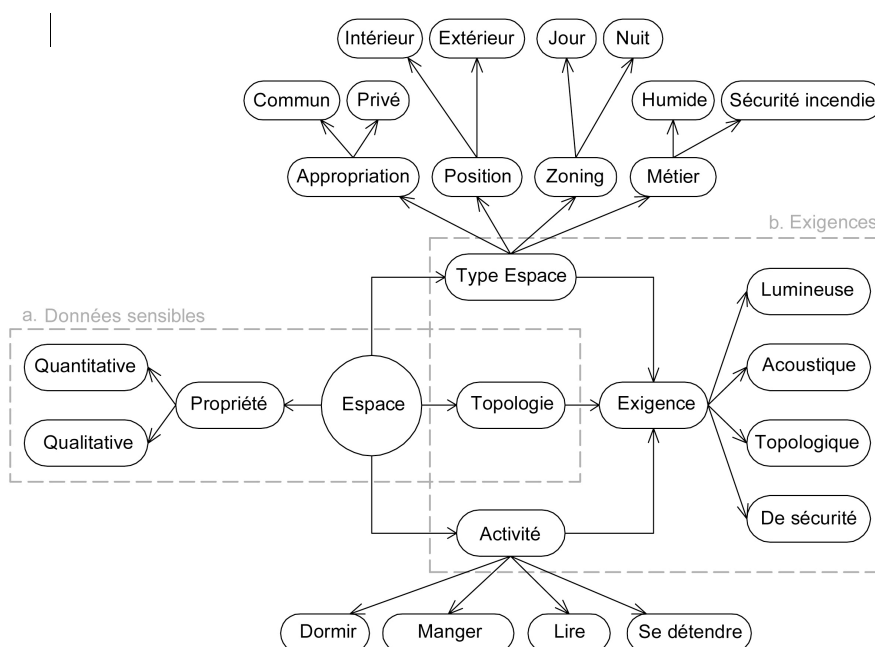 Intérieur Extérieur Jour Nuit
Commun Privé Humide Sécurité incendie
Appropriation Position Zoning Métier
b. Exigences
Type Espace Lumineuse
a. Données sensibles
Quantitative Acoustique
Propriété Espace Topologie Exigence
Qualitative Topologique
Activité De sécurité
Dormir Manger Lire Se détendre